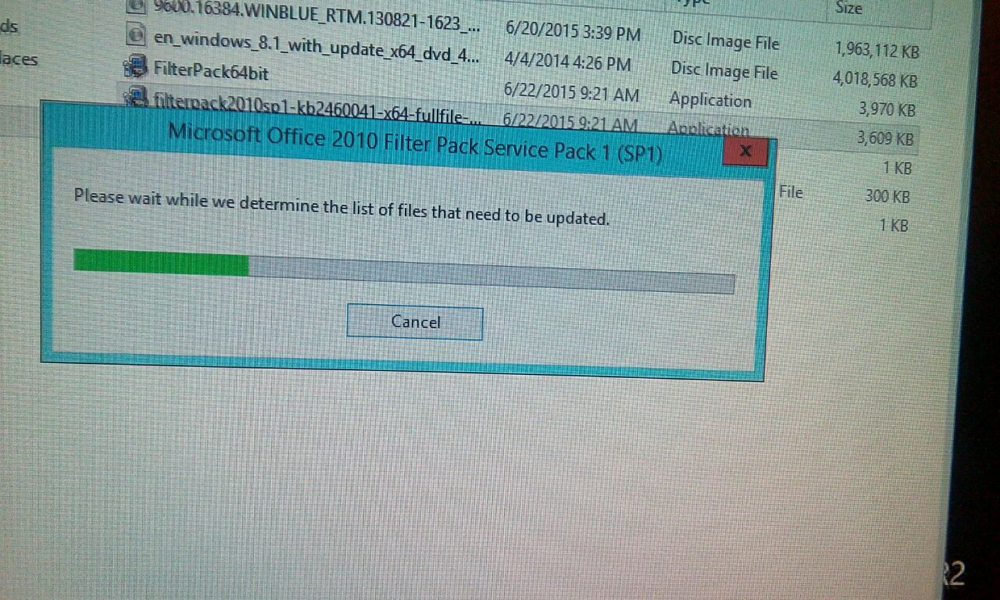 Size
9600.16384.WINBLUE_RTM.130821-1623_... 6/20/2015 3:39 PM Disc Image File 1,963,112 KB
ds
en_windows_8.1_with_update_x64_dvd_4... 4/4/2014 4:26 PM Disc Image File 4,018,568 KB
laces
FilterPack64bit 6/22/2015 9:21 AM Application 3,970 KB
filterpack2010sp1-kb2460041-x64-fullfile-... 6/22/2015 9:21 AM Application 3,609 KB
1 KB
File 300 KB
1 KB
Microsoft Office 2010 Filter Pack Service Pack 1 (SP1) x
Please wait while we determine the list of files that need to be updated.
Cancel
R2